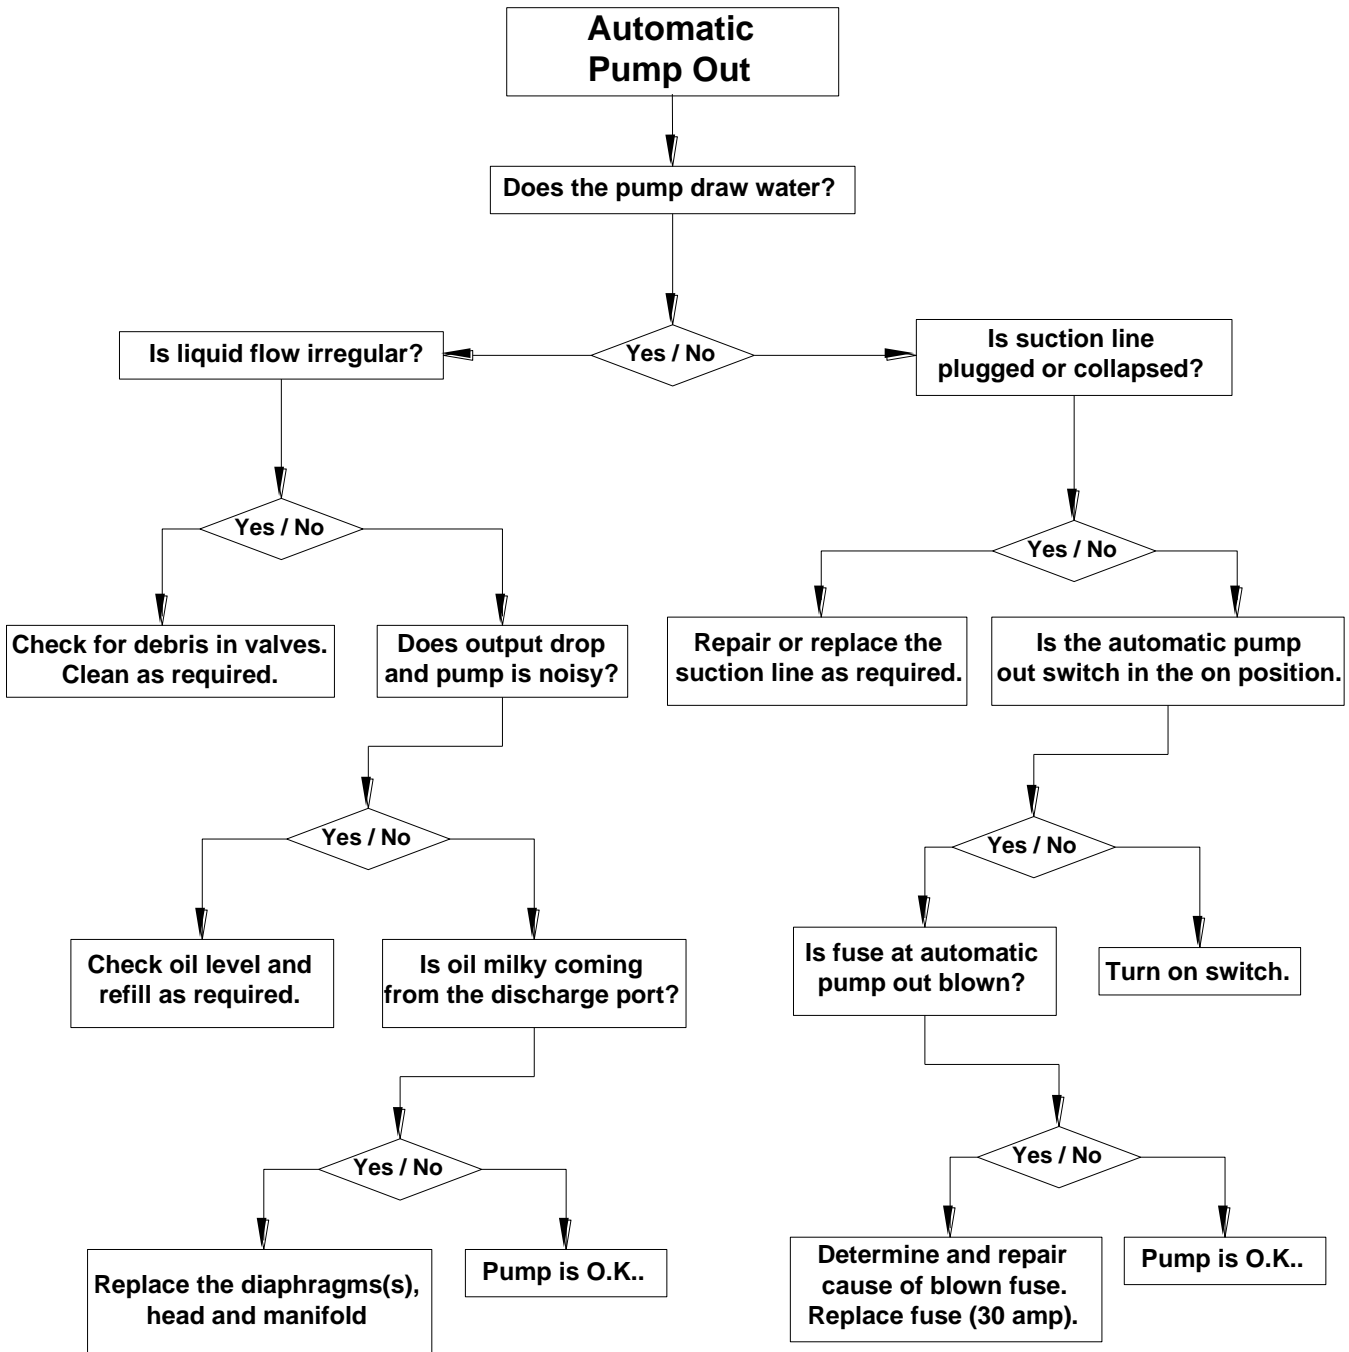 Automatic
Pump Out
Does the pump draw water?
Yes / No
Is liquid flow irregular?
Is suction line
plugged or collapsed?
Yes / No
Yes / No
Check for debris in valves.
Clean as required.
Does output drop
and pump is noisy?
Repair or replace the
suction line as required.
Is the automatic pump
out switch in the on position.
Yes / No
Yes / No
Check oil level and
refill as required.
Is oil milky coming
from the discharge port?
Is fuse at automatic
pump out blown?
Turn on switch.
Yes / No
Yes / No
Replace the diaphragms(s),
head and manifold
Pump is O.K..
Determine and repair
cause of blown fuse.
Replace fuse (30 amp).
Pump is O.K..